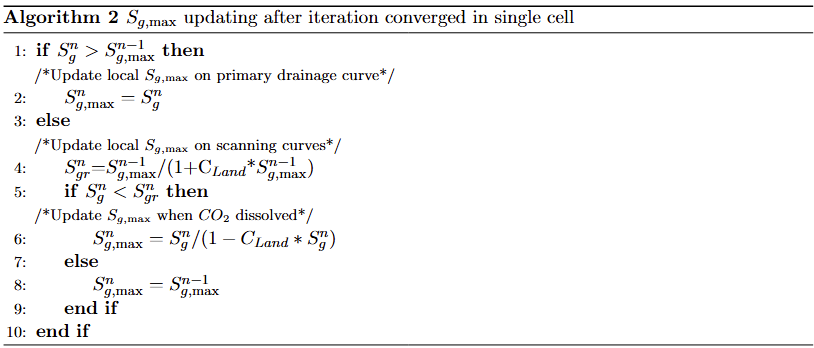 Algorithm 2 S_{g,max} updating after iteration converged in single cell
1: if S_g^n > S_{g,max}^{n-1} then
/*Update local S_{g,max} on primary drainage curve*/
2: S_{g,max}^n = S_g^n
3: else
/*Update local S_{g,max} on scanning curves*/
4: S_{gr}^n=S_{g,max}^{n-1}/(1+C_{Land}*S_{g,max}^{n-1})
5: if S_g^n < S_{gr}^n then
/*Update S_{g,max} when CO_2 dissolved*/
6: S_{g,max}^n = S_g^n/(1 − C_{Land} * S_g^n)
7: else
8: S_{g,max}^n = S_{g,max}^{n-1}
9: end if
10: end if